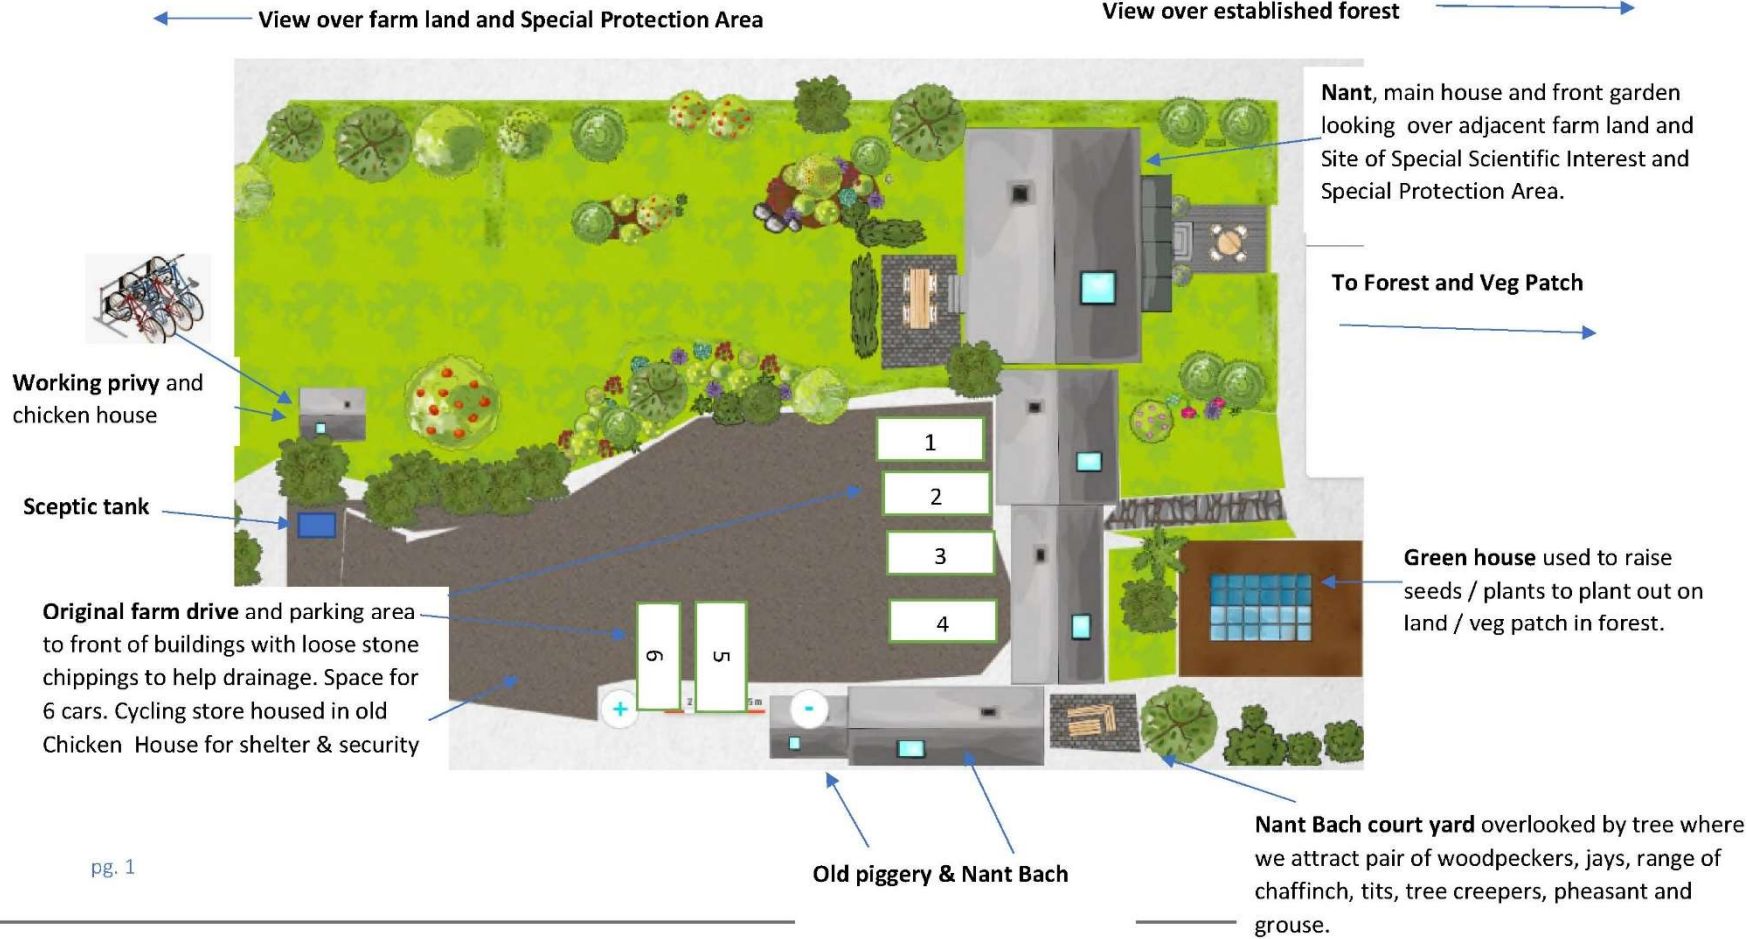 View over farm land and Special Protection Area
View over established forest
Nant, main house and front garden
looking over adjacent farm land and
Site of Special Scientific Interest and
Special Protection Area.
To Forest and Veg Patch
Working privy and
chicken house
1
2
3
4
5
6
Sceptic tank
Green house used to raise
seeds / plants to plant out on
land / veg patch in forest.
Original farm drive and parking area
to front of buildings with loose stone
chippings to help drainage. Space for
6 cars. Cycling store housed in old
Chicken House for shelter & security
+
2
5 m
-
Old piggery & Nant Bach
Nant Bach court yard overlooked by tree where
we attract pair of woodpeckers, jays, range of
chaffinch, tits, tree creepers, pheasant and
grouse.
pg. 1